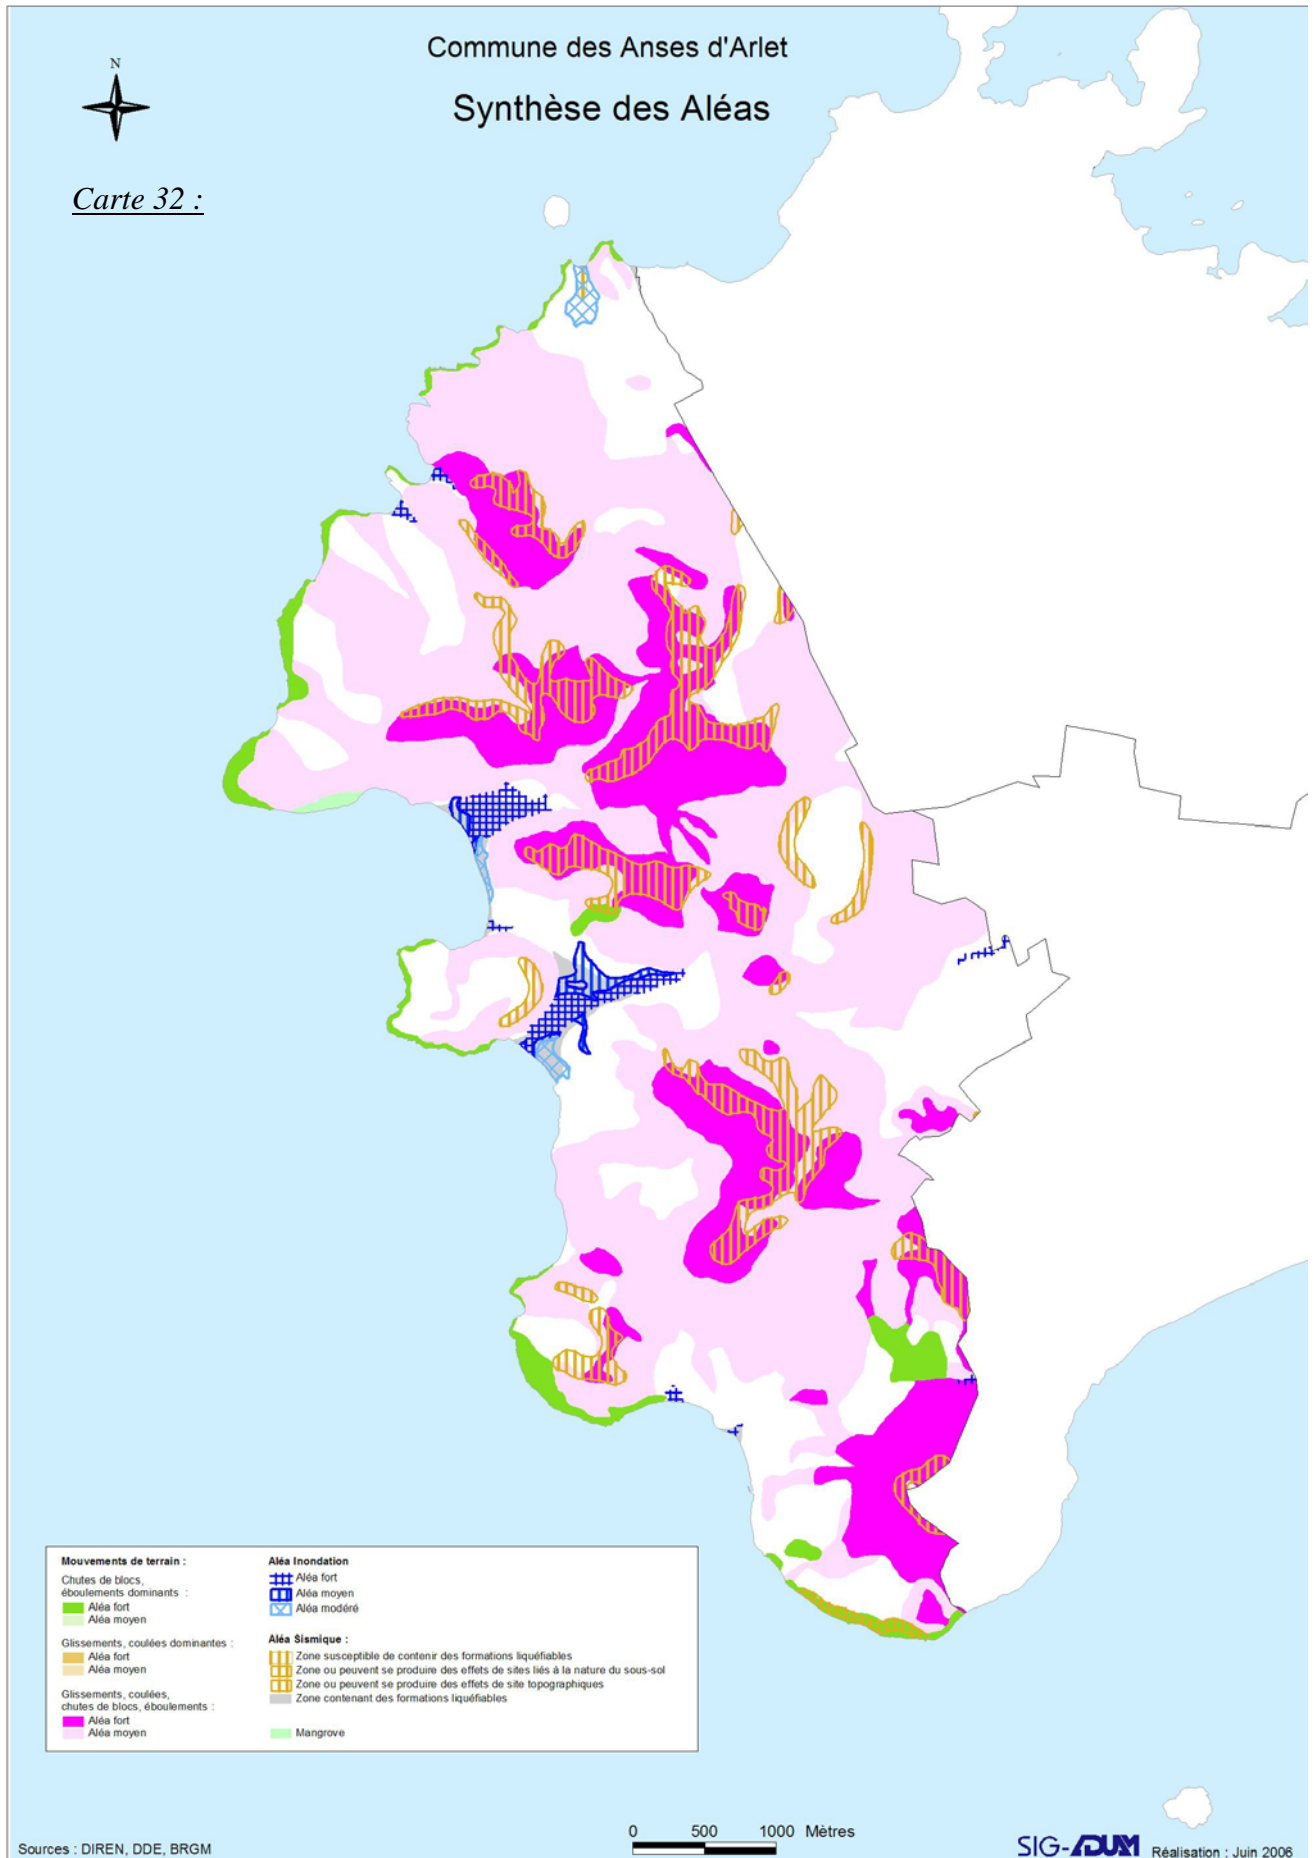 Commune des Anses d'Arlet
N
Synthèse des Aléas
Carte 32 :
Mouvements de terrain :
Chutes de blocs,
éboulements dominants :
Aléa fort
Aléa moyen
Glissements, coulées dominantes :
Aléa fort
Aléa moyen
Glissements, coulées,
chutes de blocs, éboulements :
Aléa fort
Aléa moyen
Aléa Inondation
Aléa fort
Aléa moyen
Aléa modéré
Aléa Sismique :
Zone susceptible de contenir des formations liquéfiables
Zone ou peuvent se produire des effets de sites liés à la nature du sous-sol
Zone ou peuvent se produire des effets de site topographiques
Zone contenant des formations liquéfiables
Mangrove
0 500 1000 Mètres
Sources : DIREN, DDE, BRGM
SIG-ADUAM Réalisation : Juin 2006